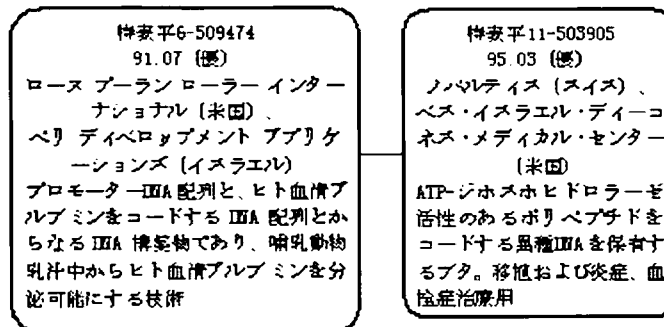 特表平6-509474
91.07 (優)
ローヌ プーラン ローラー インター
ナショナル (米国) 、
ペリ ディベロップメント アプリケ
ーションズ (イスラエル)
プロモーターDNA 配列と、ヒト血清ア
ルブミンをコードする DNA 配列とか
らなる DNA 構築物であり、哺乳動物
乳汁中からヒト血清アルブミンを分
泌可能にする技術
特表平11-503905
95.03 (優)
ノバルティス (スイス) 、
ベス・イスラエル・ディーコ
ネス・メディカル・センター
(米国)
ATP-ジホスホヒドロラーゼ
活性のあるポリペプチドを
コードする異種DNA を保有す
るブタ。移植および炎症、血
栓症治療用